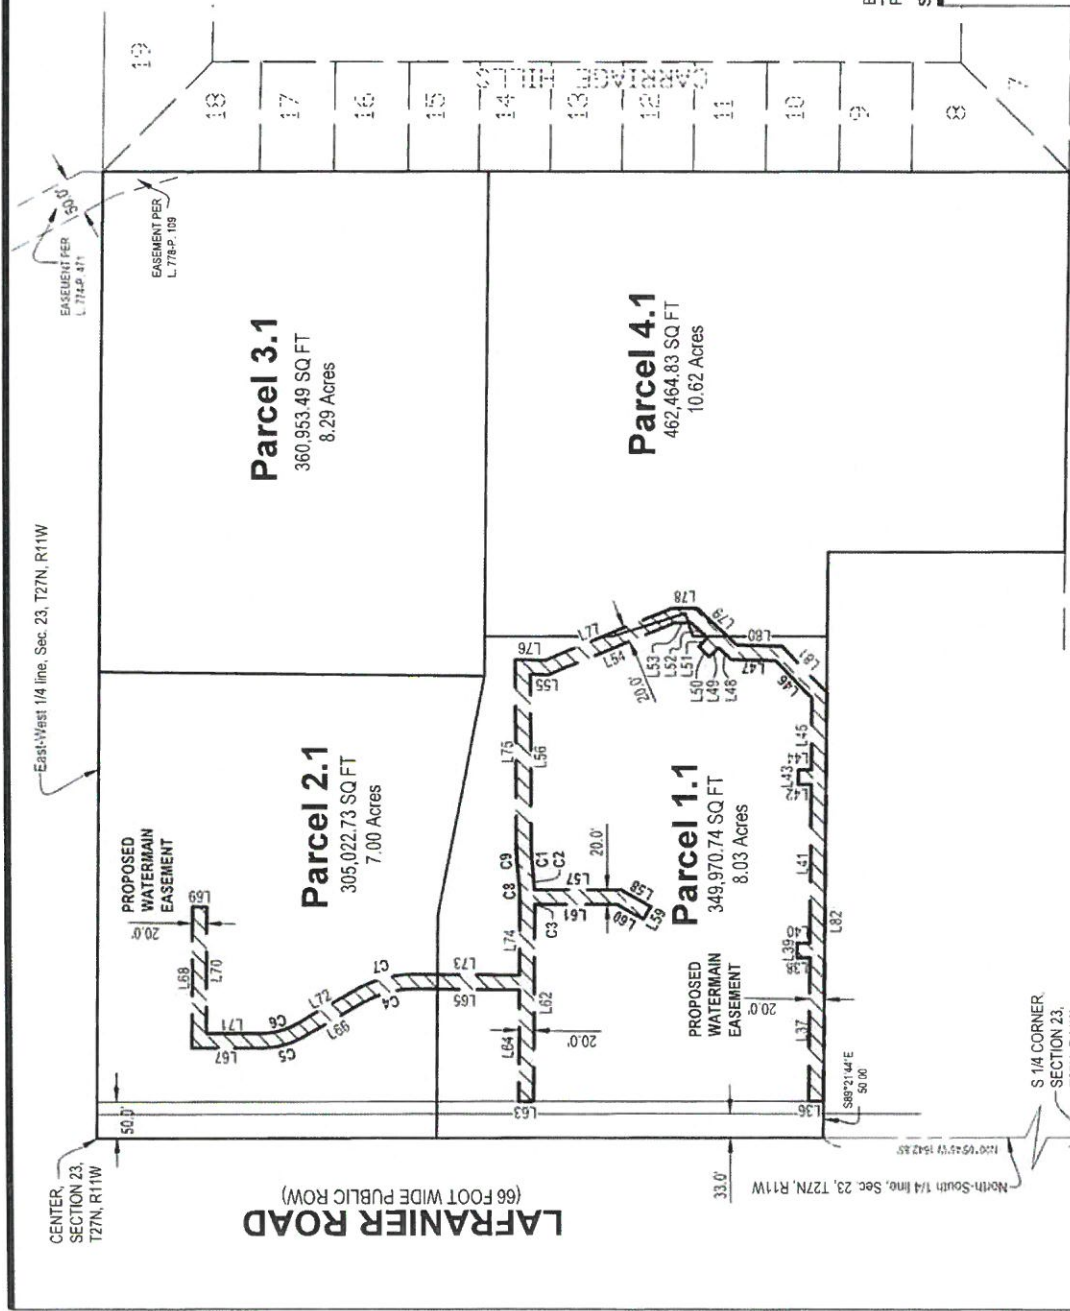 East-West 1/4 line, Sec. 23, T27N, R11W
CENTER,
SECTION 23,
T27N, R11W
50.0'
EASEMENT PER
L. 774-P. 471
50.0'
EASEMENT PER
L. 778-P. 109
19
18
17
16
15
14
13
12
11
10
9
8
7
CARRIAGE HILLS
Parcel 3.1
360,953.49 SQ FT
8.29 Acres
Parcel 4.1
462,464.83 SQ FT
10.62 Acres
Parcel 2.1
305,022.73 SQ FT
7.00 Acres
PROPOSED
WATERMAIN
EASEMENT
20.0'
L68
L69
L70
L71
L67
C6
C5
L72
L66
C7
C4
L73
L65
Parcel 1.1
349,970.74 SQ FT
8.03 Acres
PROPOSED
WATERMAIN
EASEMENT
20.0'
L63
L64
L62
20.0'
L74
C8
C9
C3
C1
C2
L61
L57
20.0'
L60
L58
L59
L75
L56
L76
L55
L77
L54
20.0'
L78
L53
L52
L51
L50
L49
L48
L79
L47
L80
L46
L81
L45
L44
L43
L42
L41
L40
L39
L38
L37
L36
L82
LAFRANIER ROAD
(66 FOOT WIDE PUBLIC ROW)
33.0'
S89°21'44"E
50.00
North-South 1/4 line, Sec. 23, T27N, R11W
S 1/4 CORNER,
SECTION 23,